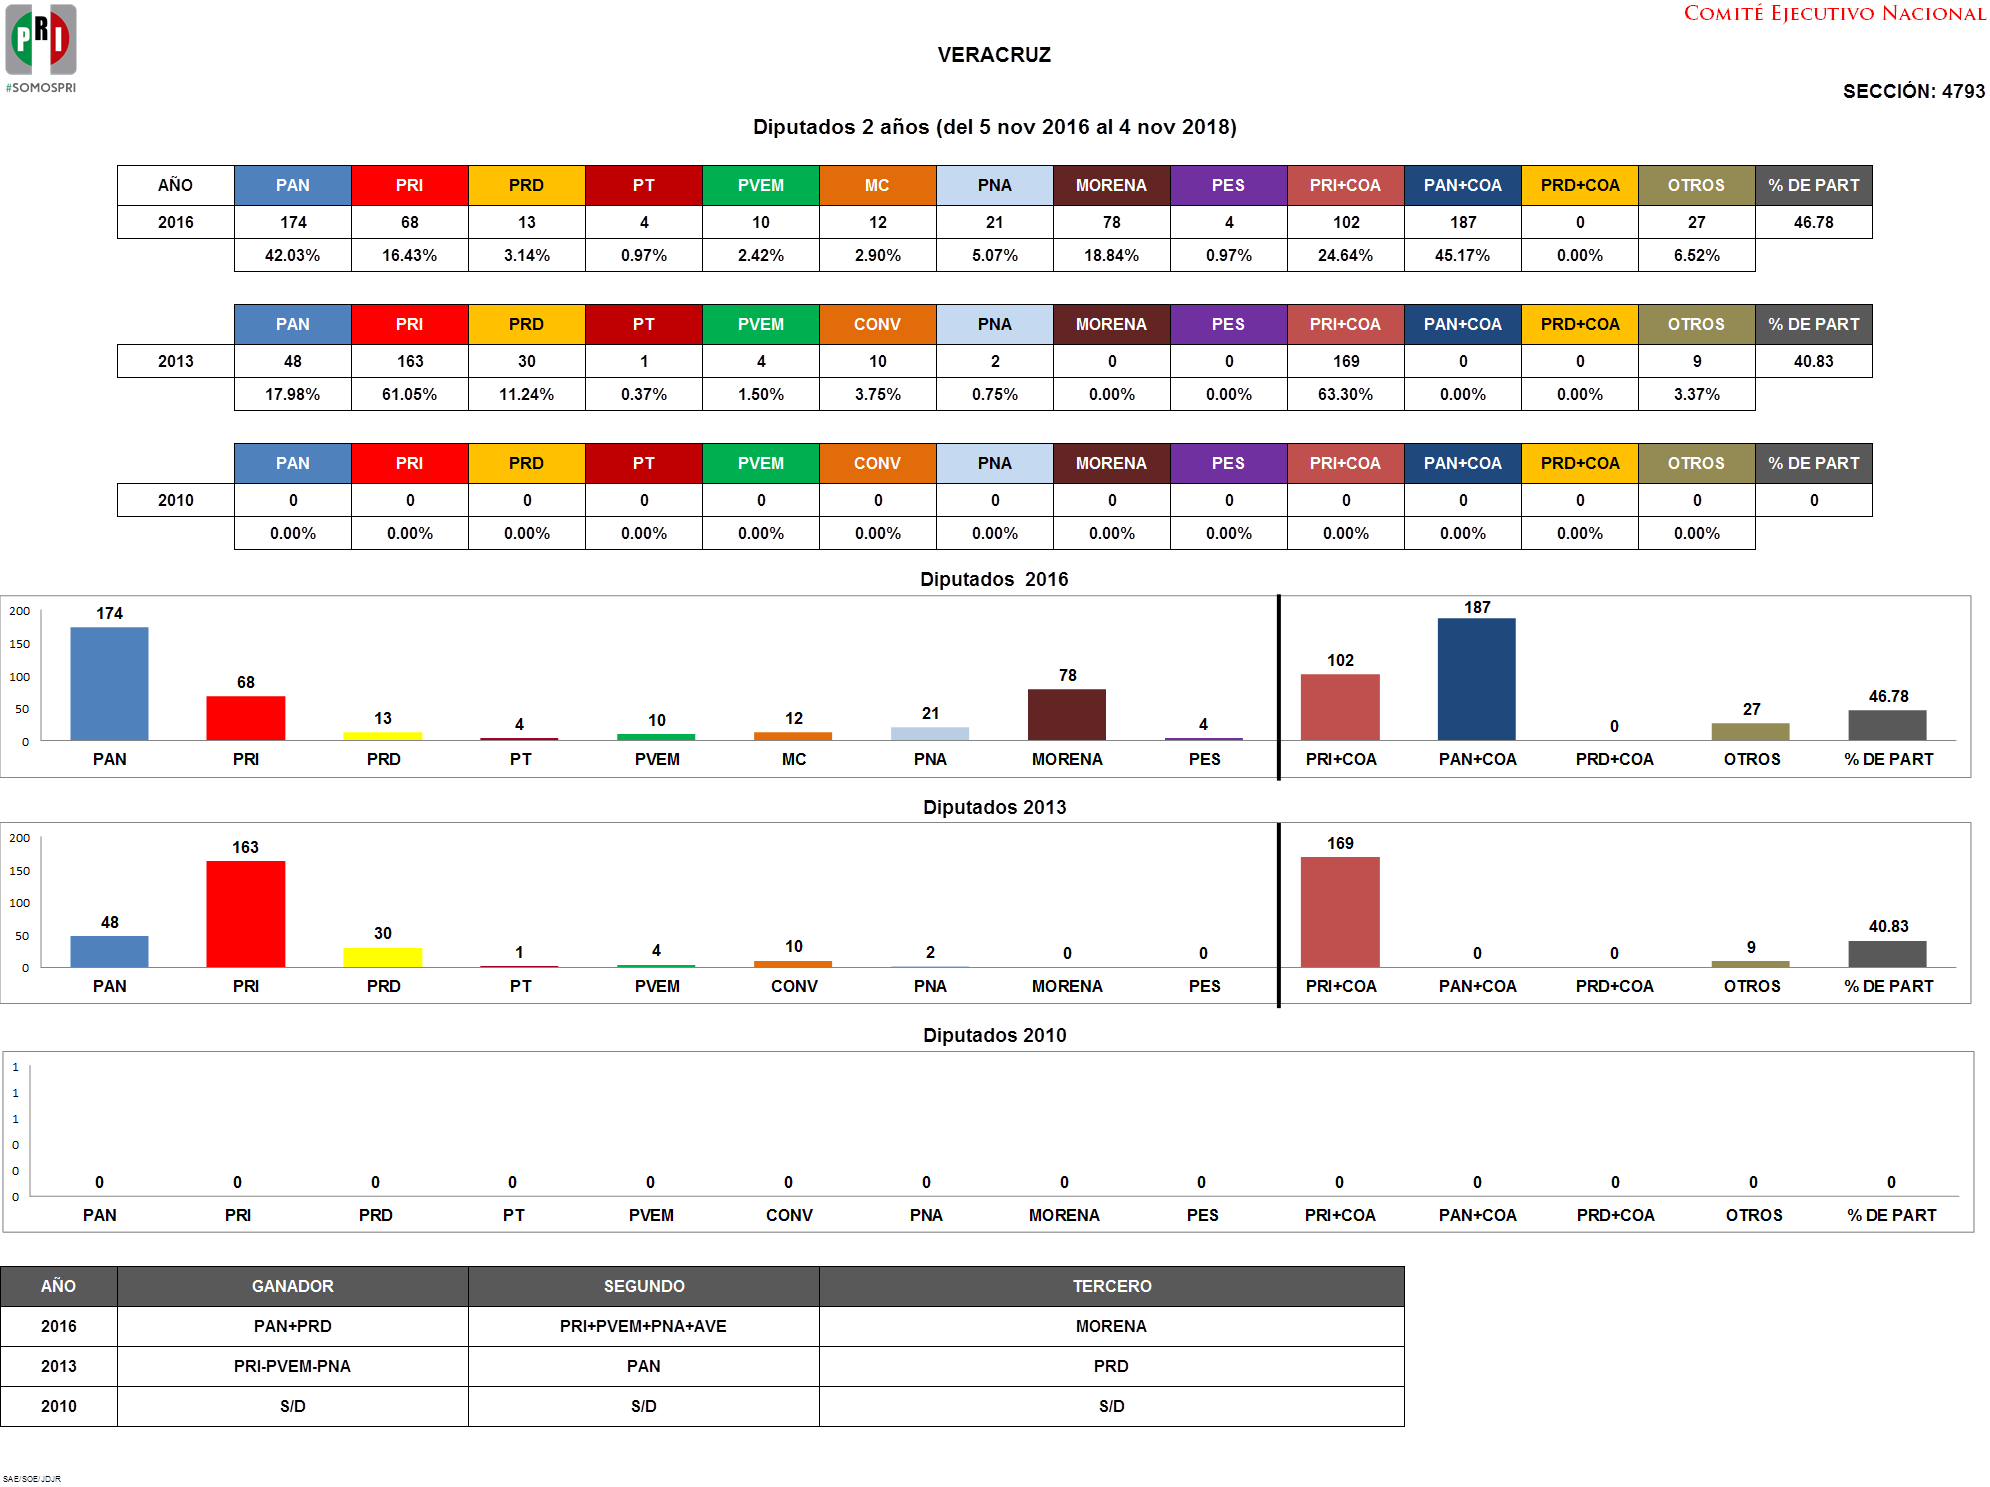 PRI
#SOMOSPRI
COMITÉ EJECUTIVO NACIONAL
VERACRUZ
SECCIÓN: 4793
Diputados 2 años (del 5 nov 2016 al 4 nov 2018)
AÑO PAN PRI PRD PT PVEM MC PNA MORENA PES PRI+COA PAN+COA PRD+COA OTROS % DE PART
2016 174 68 13 4 10 12 21 78 4 102 187 0 27 46.78
42.03% 16.43% 3.14% 0.97% 2.42% 2.90% 5.07% 18.84% 0.97% 24.64% 45.17% 0.00% 6.52%
PAN PRI PRD PT PVEM CONV PNA MORENA PES PRI+COA PAN+COA PRD+COA OTROS % DE PART
2013 48 163 30 1 4 10 2 0 0 169 0 0 9 40.83
17.98% 61.05% 11.24% 0.37% 1.50% 3.75% 0.75% 0.00% 0.00% 63.30% 0.00% 0.00% 3.37%
PAN PRI PRD PT PVEM CONV PNA MORENA PES PRI+COA PAN+COA PRD+COA OTROS % DE PART
2010 0 0 0 0 0 0 0 0 0 0 0 0 0 0
0.00% 0.00% 0.00% 0.00% 0.00% 0.00% 0.00% 0.00% 0.00% 0.00% 0.00% 0.00% 0.00%
Diputados 2016
200
150
100
50
0
174 68 13 4 10 12 21 78 4 102 187 0 27 46.78
PAN PRI PRD PT PVEM MC PNA MORENA PES PRI+COA PAN+COA PRD+COA OTROS % DE PART
Diputados 2013
200
150
100
50
0
48 163 30 1 4 10 2 0 0 169 0 0 9 40.83
PAN PRI PRD PT PVEM CONV PNA MORENA PES PRI+COA PAN+COA PRD+COA OTROS % DE PART
Diputados 2010
1
1
1
0
0
0
0 0 0 0 0 0 0 0 0 0 0 0 0 0
PAN PRI PRD PT PVEM CONV PNA MORENA PES PRI+COA PAN+COA PRD+COA OTROS % DE PART
AÑO GANADOR SEGUNDO TERCERO
2016 PAN+PRD PRI+PVEM+PNA+AVE MORENA
2013 PRI-PVEM-PNA PAN PRD
2010 S/D S/D S/D
SAE/SOE/JDJR